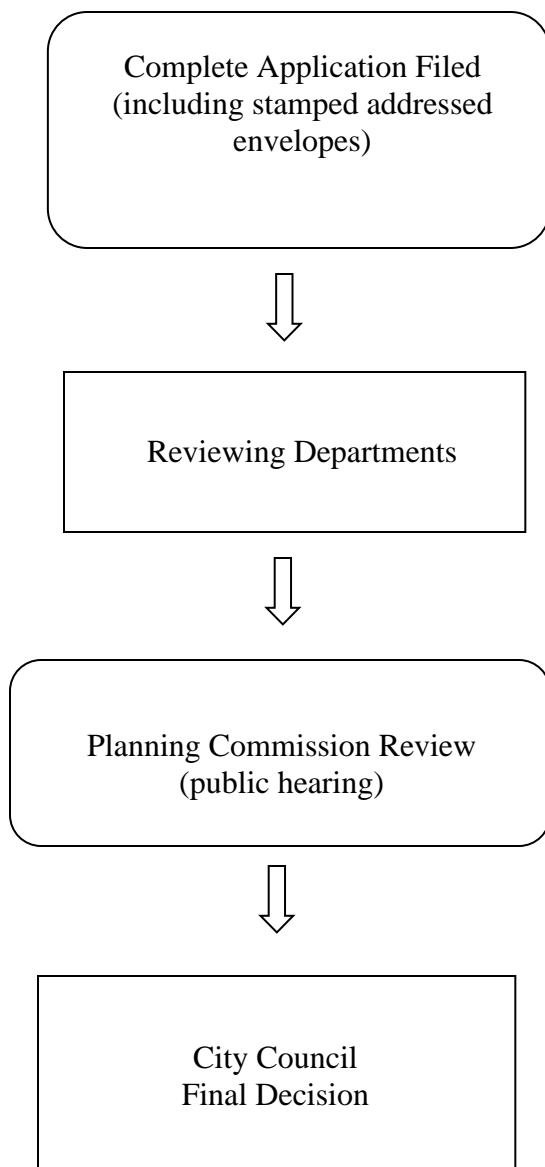 Complete Application Filed
(including stamped addressed
envelopes)
Reviewing Departments
Planning Commission Review
(public hearing)
City Council
Final Decision